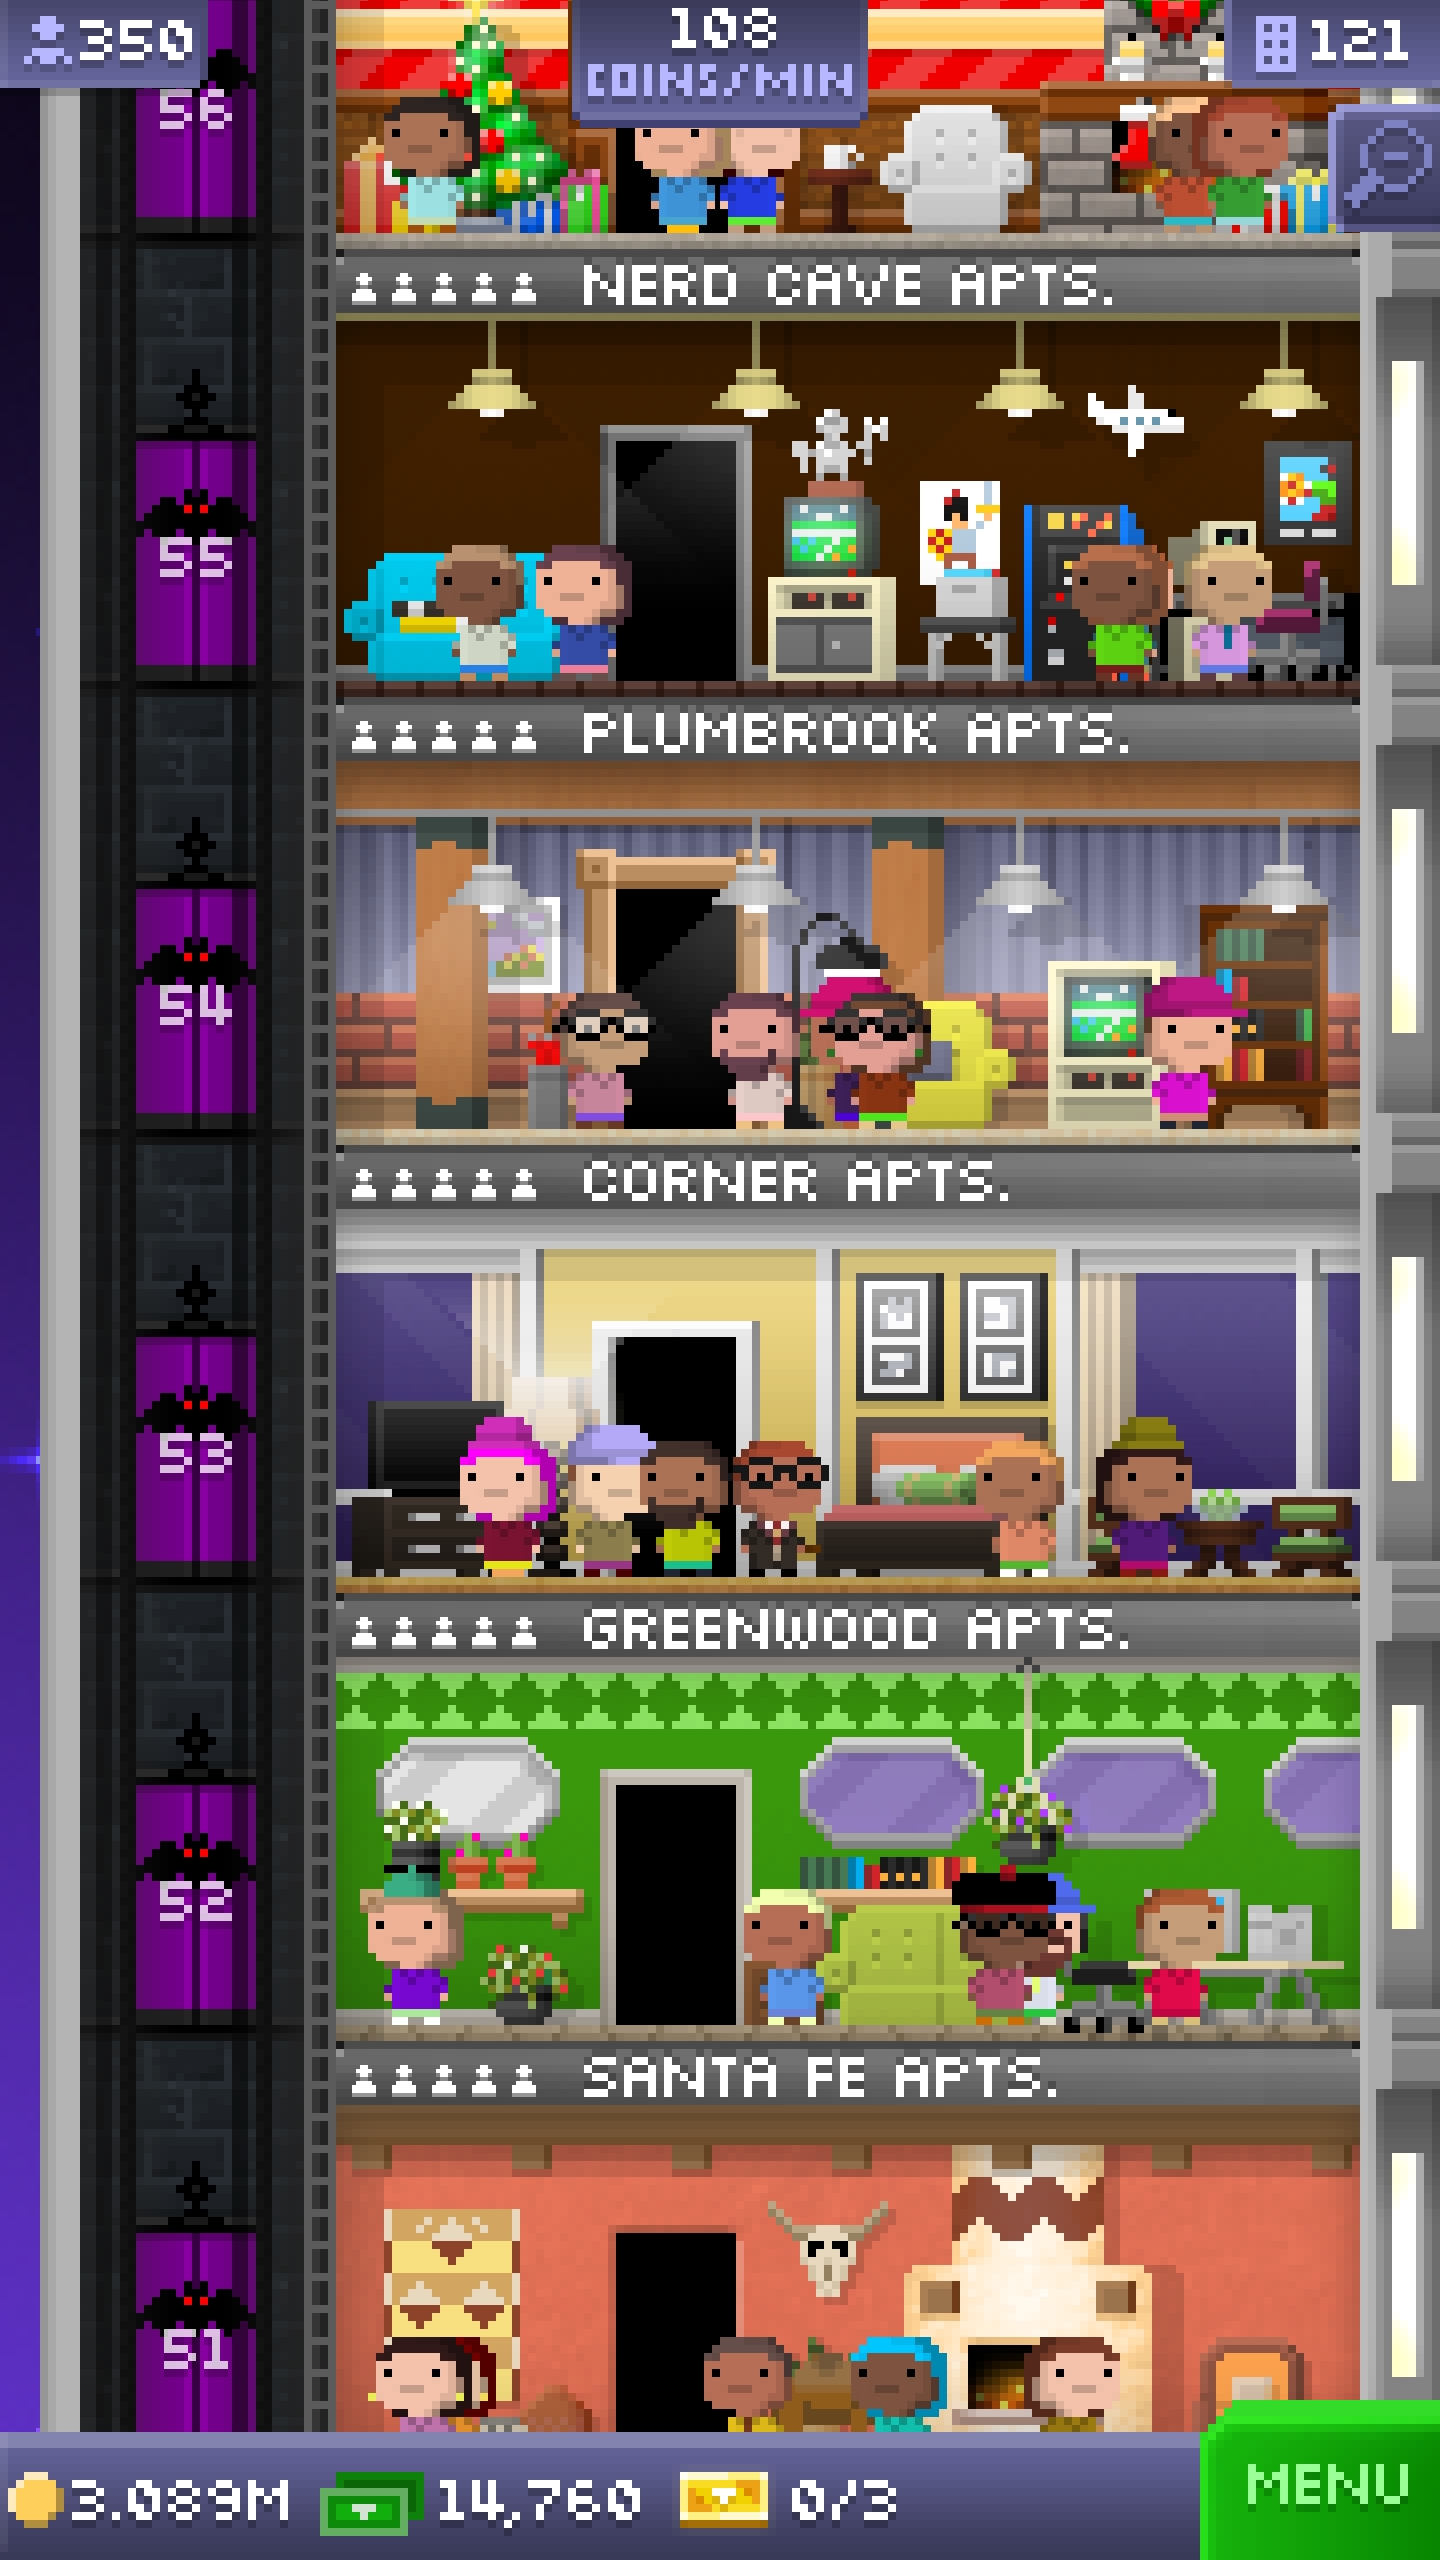 350
108
COINS/MIN
121
56
NERD CAVE APTS.
55
PLUMBROOK APTS.
54
CORNER APTS.
53
GREENWOOD APTS.
52
SANTA FE APTS.
51
3.089M
14,760
0/3
MENU